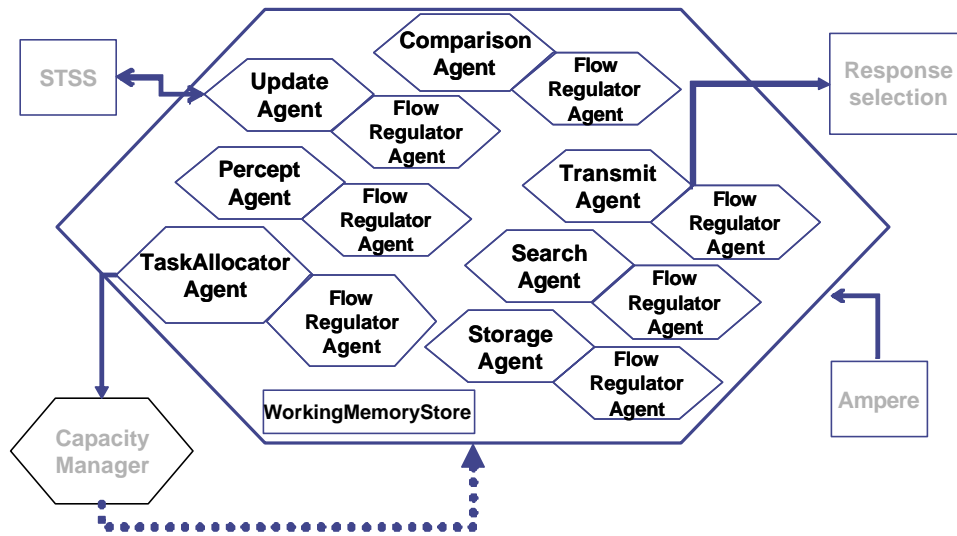 STSS
Update
Agent
Flow
Regulator
Agent
Comparison
Agent
Flow
Regulator
Agent
Response
selection
Percept
Agent
Flow
Regulator
Agent
Transmit
Agent
Flow
Regulator
Agent
TaskAllocator
Agent
Flow
Regulator
Agent
Search
Agent
Flow
Regulator
Agent
Storage
Agent
Flow
Regulator
Agent
WorkingMemoryStore
Ampere
Capacity
Manager